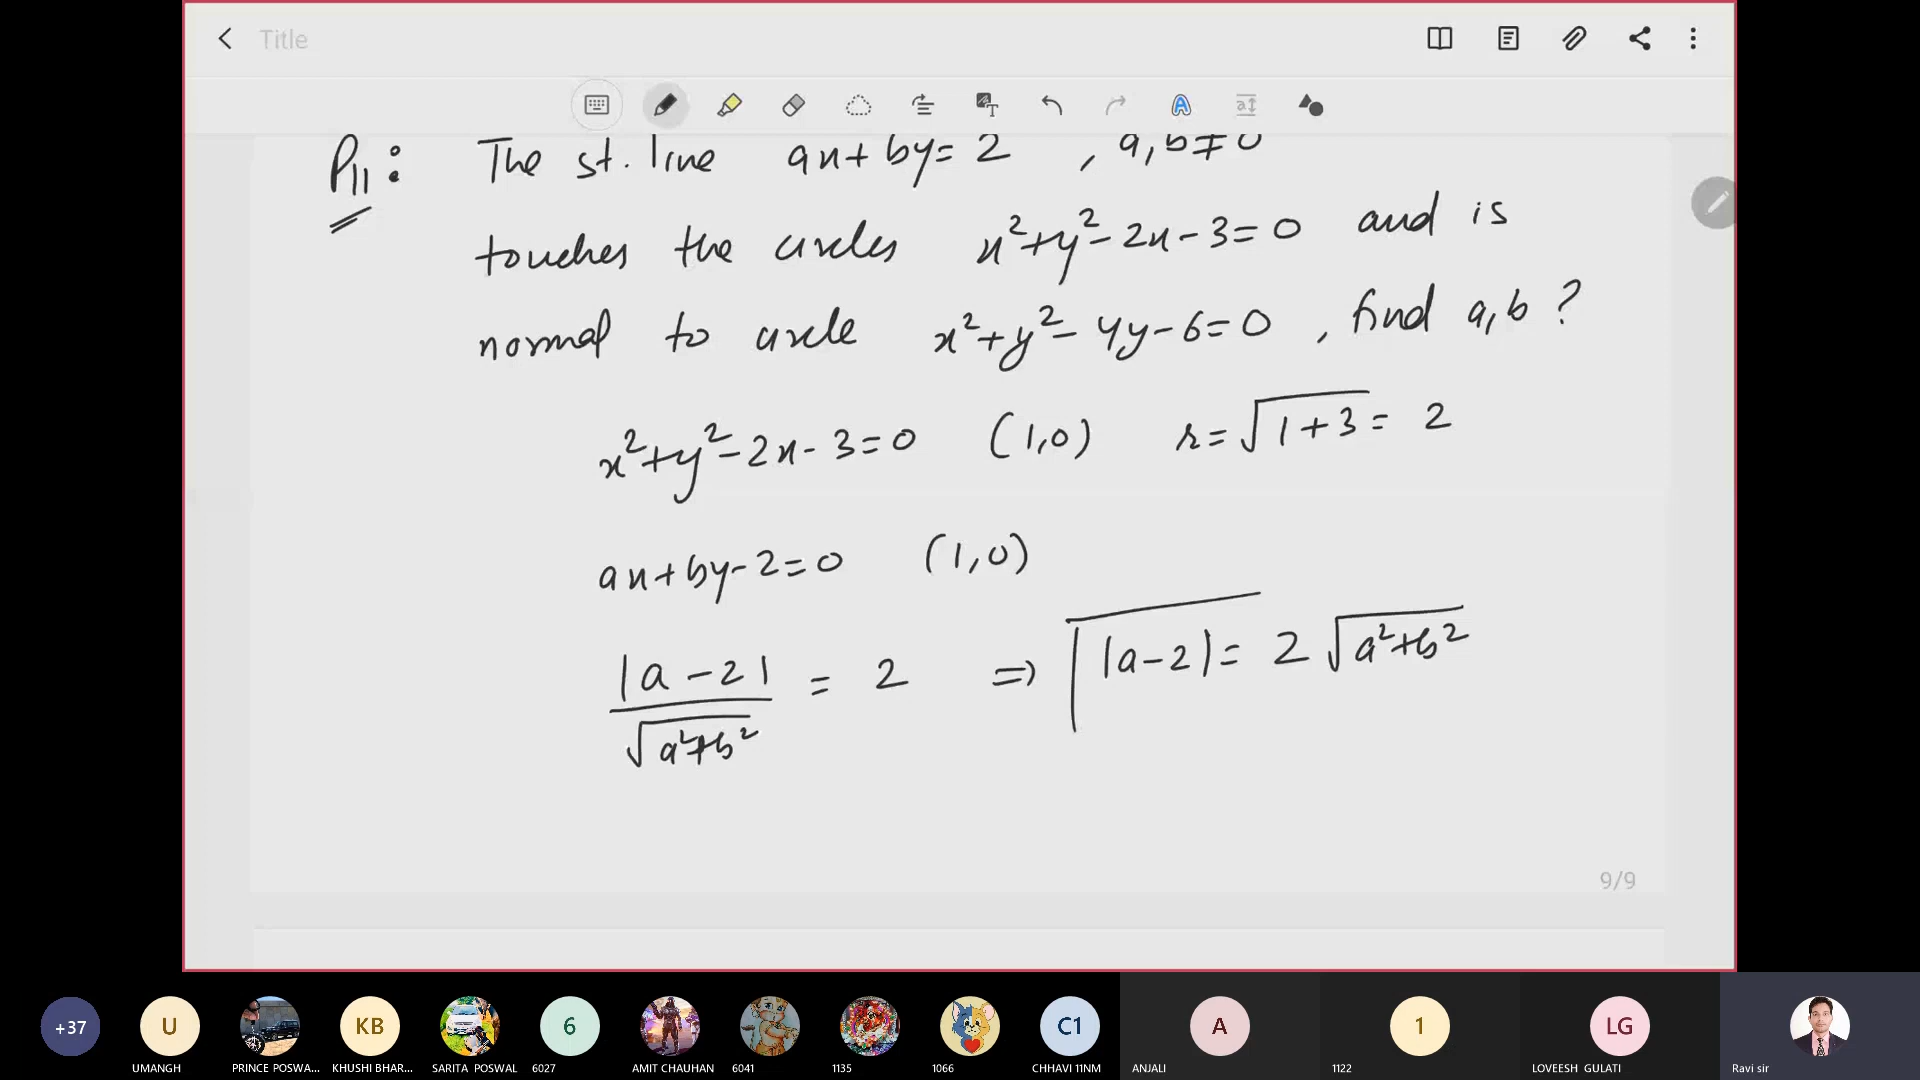 Title
P11: The st. line ax+by=2 , a,b≠0
touches the circles x²+y²-2x-3=0 and is
normal to circle x²+y²-4y-6=0 , find a,b ?
x²+y²-2x-3=0 (1,0) r=√1+3= 2
ax+by-2=0 (1,0)
|a-2| / √a²+b² = 2 => |a-2|= 2 √a²+b²
9/9
+37 U KB 6 C1 A 1 LG
UMANGH PRINCE POSWA... KHUSHI BHAR... SARITA POSWAL 6027 AMIT CHAUHAN 6041 1135 1066 CHHAVI 11NM ANJALI 1122 LOVEESH GULATI Ravi sir